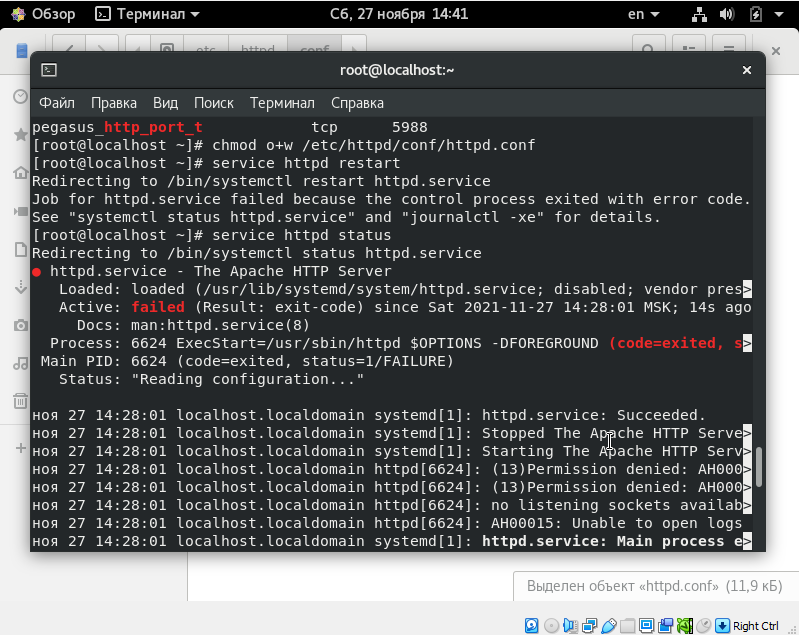 Обзор Терминал Сб, 27 ноября 14:41 en
etc httpd conf
root@localhost:~
Файл Правка Вид Поиск Терминал Справка
pegasus_http_port_t tcp 5988
[root@localhost ~]# chmod o+w /etc/httpd/conf/httpd.conf
[root@localhost ~]# service httpd restart
Redirecting to /bin/systemctl restart httpd.service
Job for httpd.service failed because the control process exited with error code.
See "systemctl status httpd.service" and "journalctl -xe" for details.
[root@localhost ~]# service httpd status
Redirecting to /bin/systemctl status httpd.service
● httpd.service - The Apache HTTP Server
Loaded: loaded (/usr/lib/systemd/system/httpd.service; disabled; vendor pres>
Active: failed (Result: exit-code) since Sat 2021-11-27 14:28:01 MSK; 14s ago
Docs: man:httpd.service(8)
Process: 6624 ExecStart=/usr/sbin/httpd $OPTIONS -DFOREGROUND (code=exited, s>
Main PID: 6624 (code=exited, status=1/FAILURE)
Status: "Reading configuration..."
ноя 27 14:28:01 localhost.localdomain systemd[1]: httpd.service: Succeeded.
ноя 27 14:28:01 localhost.localdomain systemd[1]: Stopped The Apache HTTP Serve>
ноя 27 14:28:01 localhost.localdomain systemd[1]: Starting The Apache HTTP Serv>
ноя 27 14:28:01 localhost.localdomain httpd[6624]: (13)Permission denied: AH000>
ноя 27 14:28:01 localhost.localdomain httpd[6624]: (13)Permission denied: AH000>
ноя 27 14:28:01 localhost.localdomain httpd[6624]: no listening sockets availab>
ноя 27 14:28:01 localhost.localdomain httpd[6624]: AH00015: Unable to open logs
ноя 27 14:28:01 localhost.localdomain systemd[1]: httpd.service: Main process e>
Выделен объект «httpd.conf» (11,9 кБ)
Right Ctrl